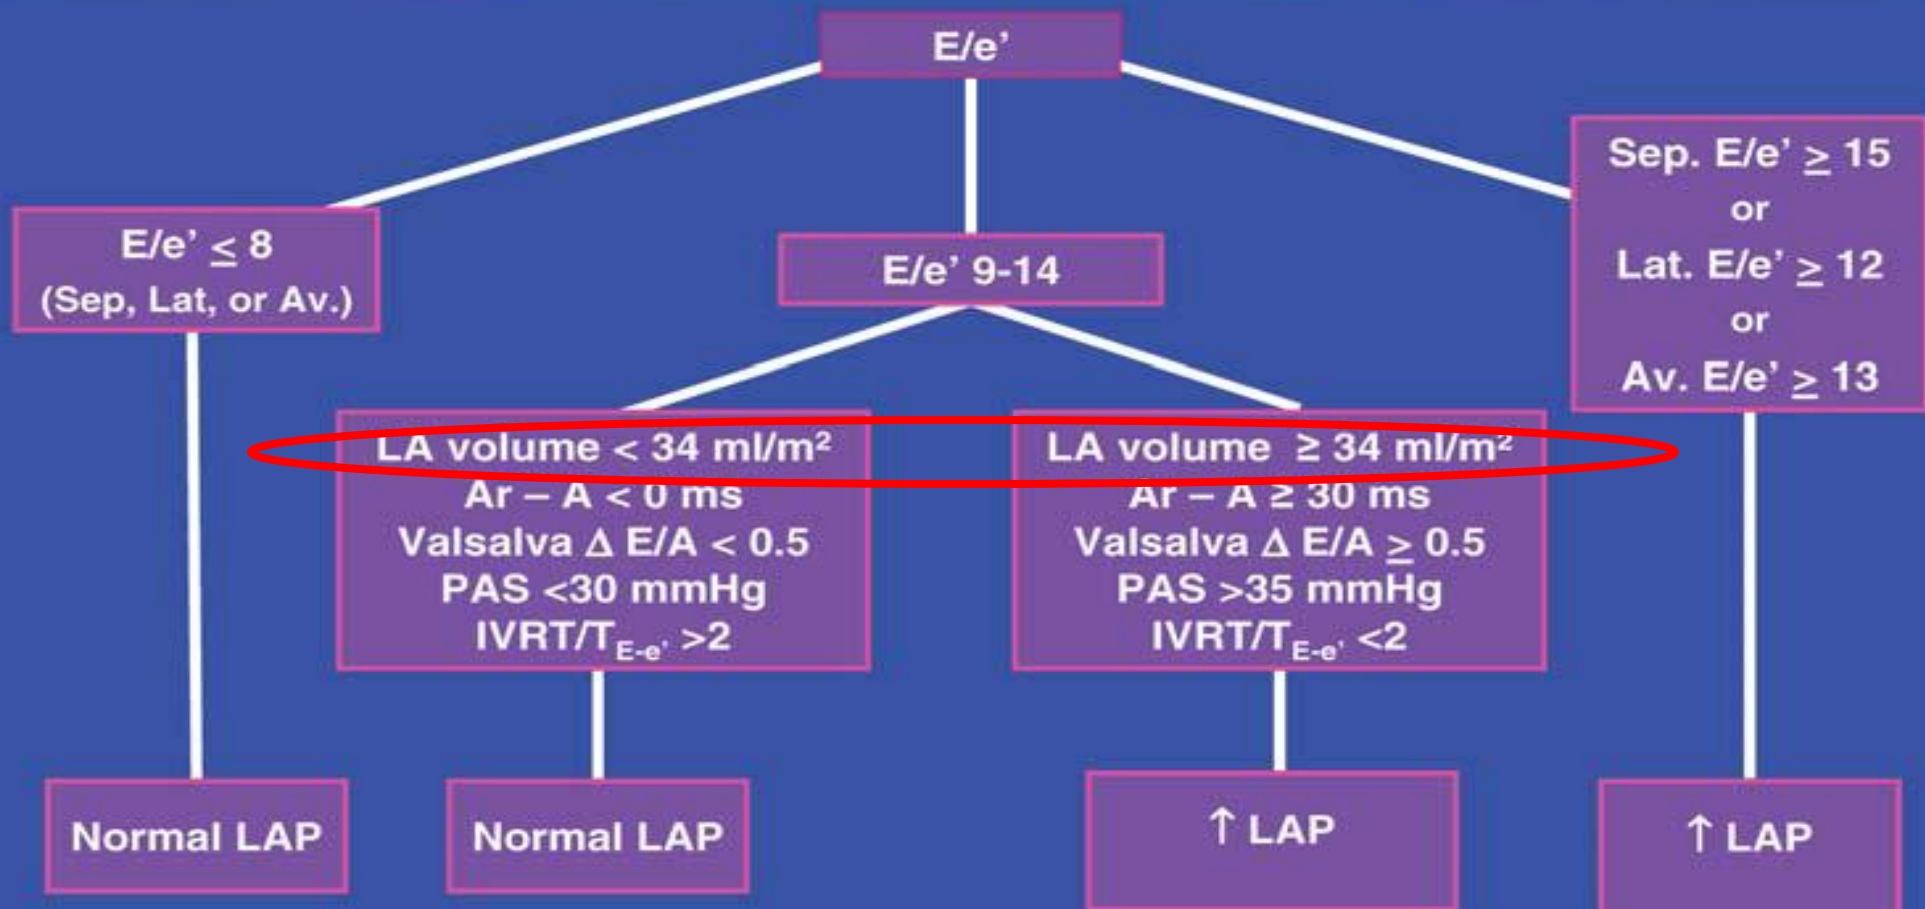 E/e’
E/e’ ≤ 8
(Sep, Lat, or Av.)
E/e’ 9-14
Sep. E/e’ ≥ 15
or
Lat. E/e’ ≥ 12
or
Av. E/e’ ≥ 13
LA volume < 34 ml/m²
Ar – A < 0 ms
Valsalva Δ E/A < 0.5
PAS <30 mmHg
IVRT/T_E-e’ >2
LA volume ≥ 34 ml/m²
Ar – A ≥ 30 ms
Valsalva Δ E/A ≥ 0.5
PAS >35 mmHg
IVRT/T_E-e’ <2
Normal LAP
Normal LAP
↑ LAP
↑ LAP